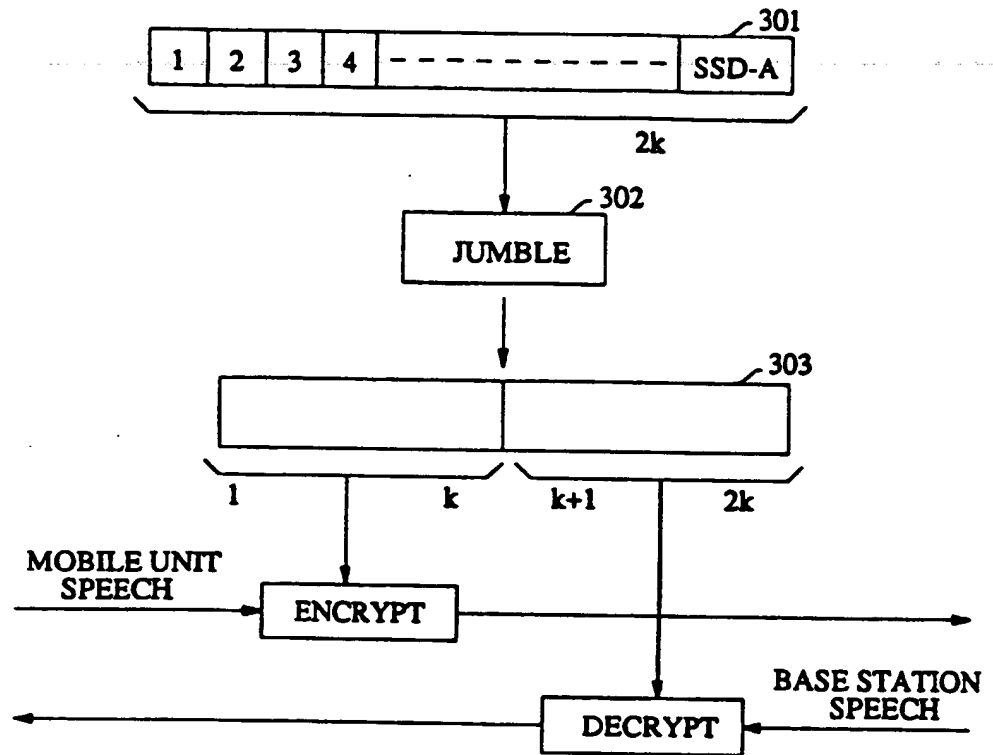 301
1 2 3 4 SSD-A
2k
302
JUMBLE
303
1 k k+1 2k
MOBILE UNIT
SPEECH
ENCRYPT
BASE STATION
SPEECH
DECRYPT